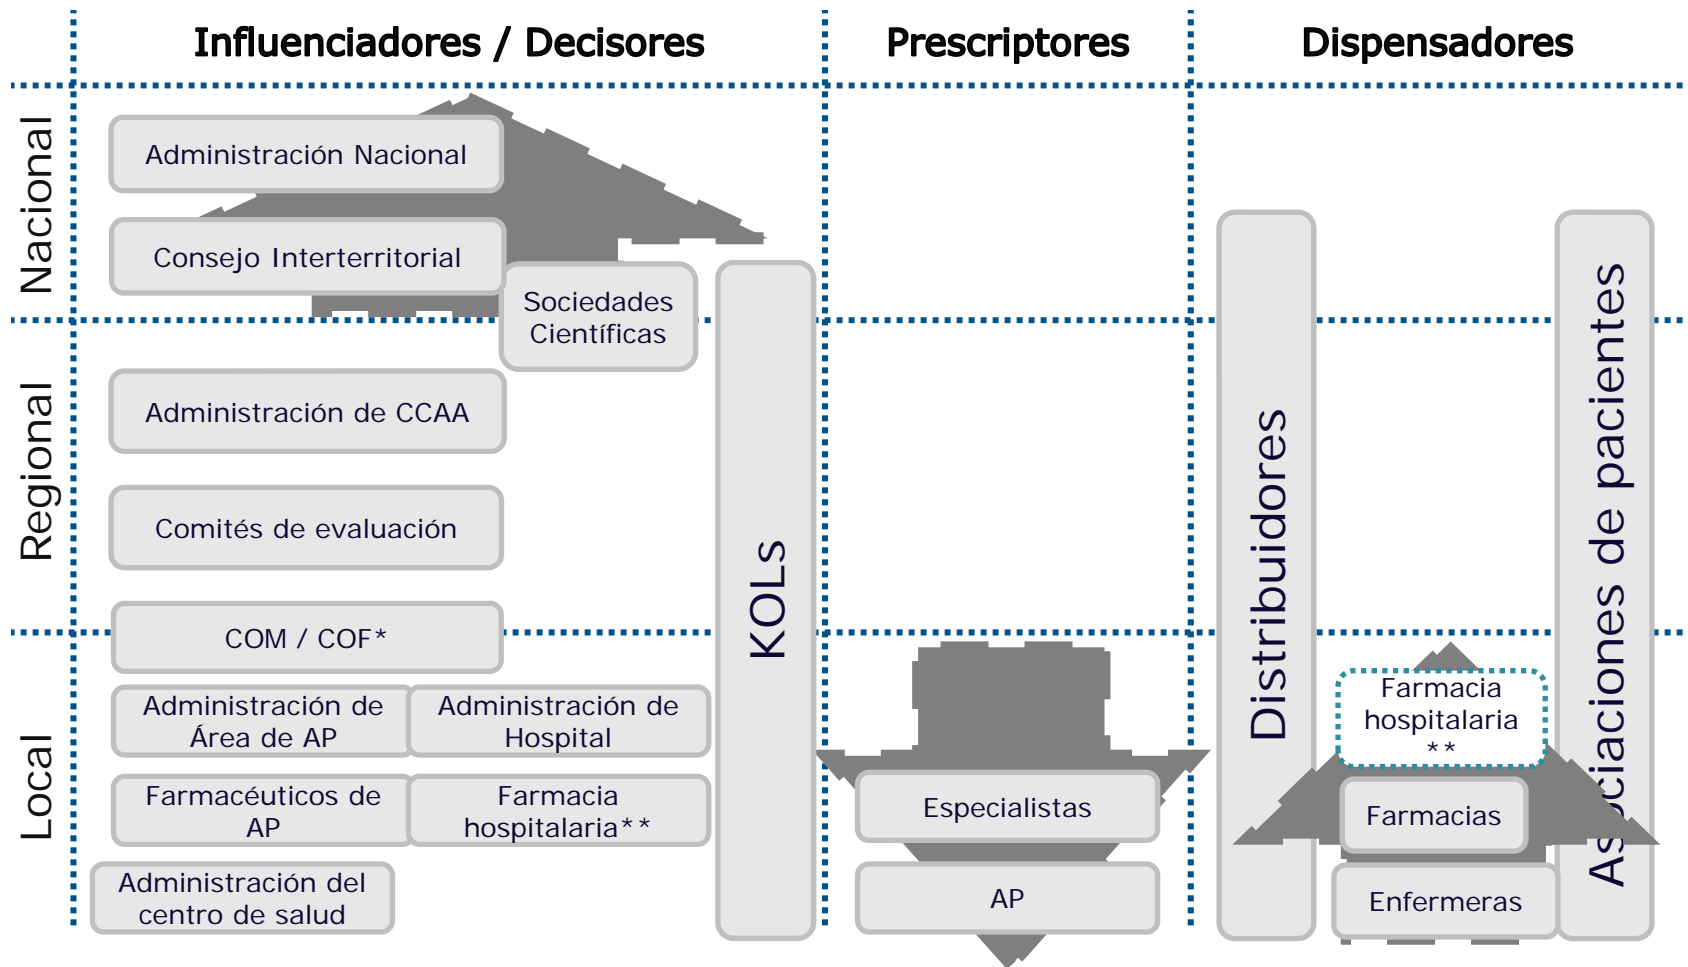 Influenciadores / Decisores
Prescriptores
Dispensadores
Nacional
Administración Nacional
Consejo Interterritorial
Sociedades
Científicas
Regional
Administración de CCAA
Comités de evaluación
COM / COF*
Local
Administración de
Área de AP
Administración de
Hospital
Farmacéuticos de
AP
Farmacia
hospitalaria**
Administración del
centro de salud
KOLs
Especialistas
AP
Distribuidores
Farmacia
hospitalaria
**
Farmacias
Enfermeras
Asociaciones de pacientes